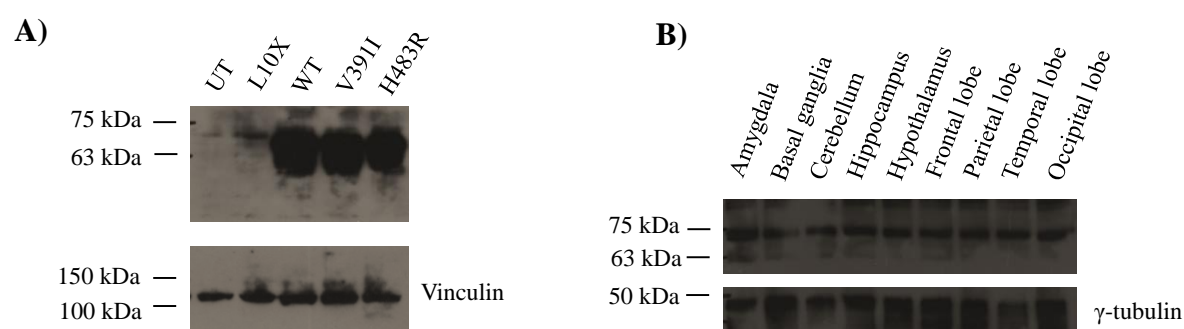 A)
UT
L10X
WT
V391I
H483R
75 kDa
63 kDa
150 kDa
100 kDa
Vinculin
B)
Amygdala
Basal ganglia
Cerebellum
Hippocampus
Hypothalamus
Frontal lobe
Parietal lobe
Temporal lobe
Occipital lobe
75 kDa
63 kDa
50 kDa
γ-tubulin